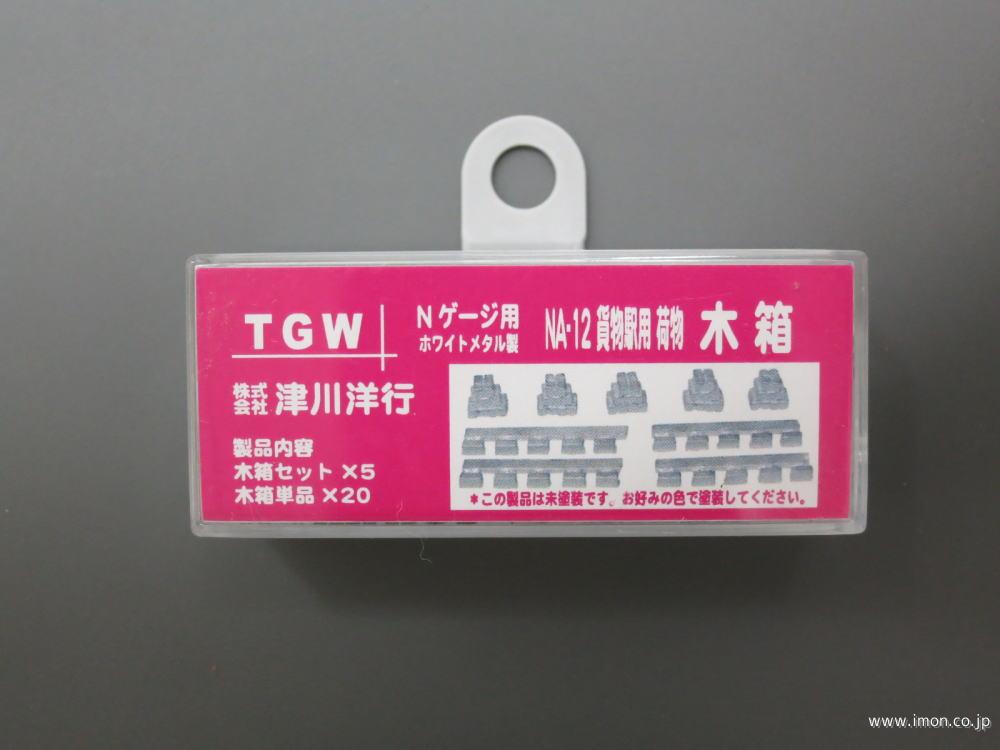 TGW
Nゲージ用
ホワイトメタル製
NA-12 貨物駅用 荷物 木箱
株式会社 津川洋行
製品内容
木箱セット ×5
木箱単品 ×20
*この製品は未塗装です。お好みの色で塗装してください。
www.imon.co.jp